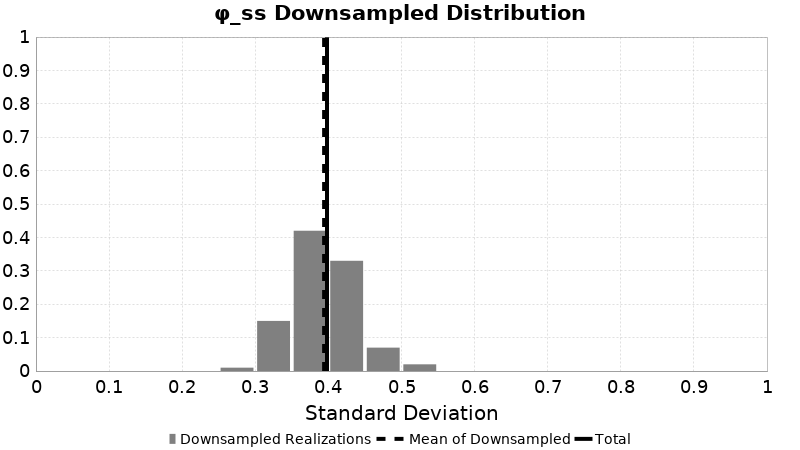 φ_ss Downsampled Distribution
1
0.9
0.8
0.7
0.6
0.5
0.4
0.3
0.2
0.1
0
0 0.1 0.2 0.3 0.4 0.5 0.6 0.7 0.8 0.9 1
Standard Deviation
Downsampled Realizations Mean of Downsampled Total